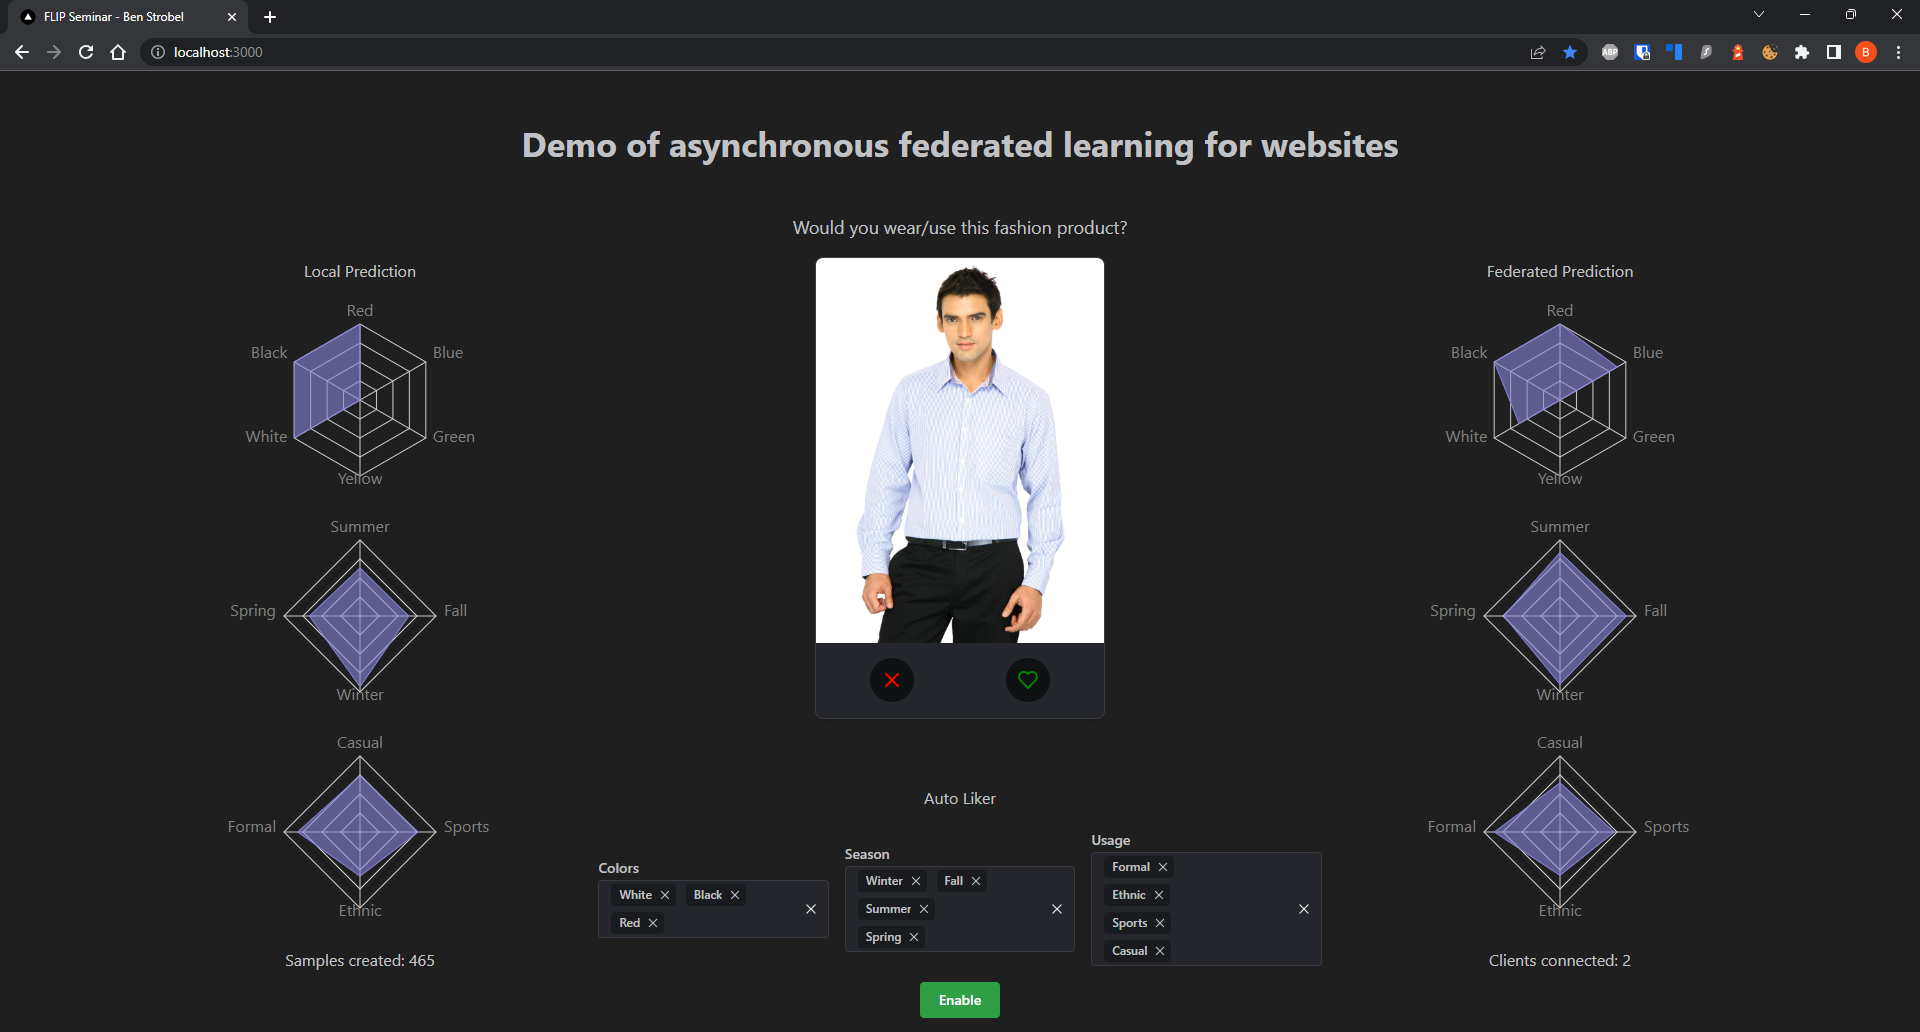 FLIP Seminar - Ben Strobel
localhost:3000
ABP
B
Demo of asynchronous federated learning for websites
Would you wear/use this fashion product?
Local Prediction
Red
Black
Blue
White
Green
Yellow
Summer
Spring
Fall
Winter
Casual
Formal
Sports
Ethnic
Samples created: 465
Federated Prediction
Red
Black
Blue
White
Green
Yellow
Summer
Spring
Fall
Winter
Casual
Formal
Sports
Ethnic
Clients connected: 2
Auto Liker
Colors
White
Black
Red
Season
Winter
Fall
Summer
Spring
Usage
Formal
Ethnic
Sports
Casual
Enable